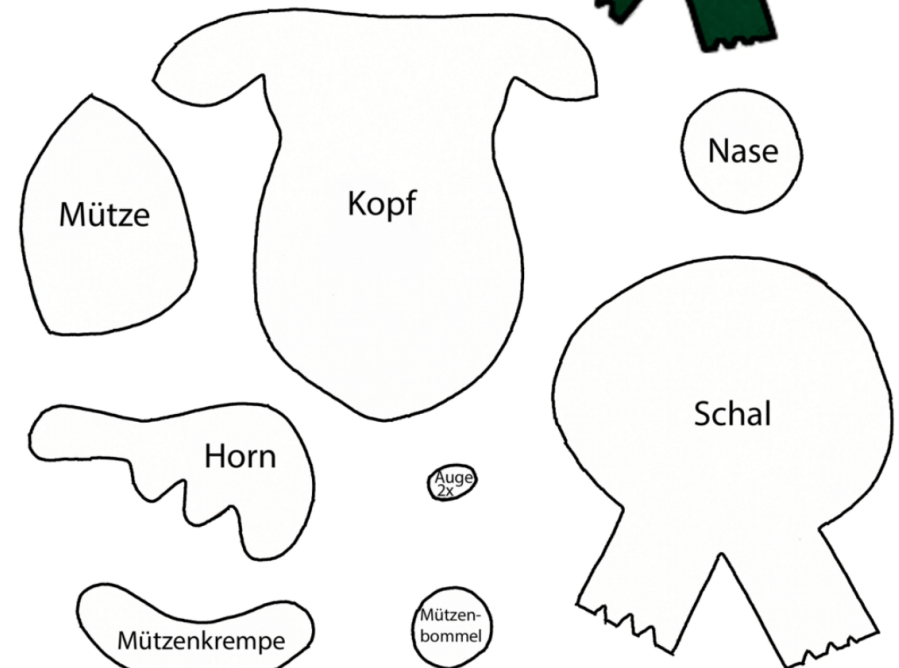 Nase
Kopf
Mütze
Schal
Horn
Auge
2x
Mützen-
bommel
Mützenkrempe